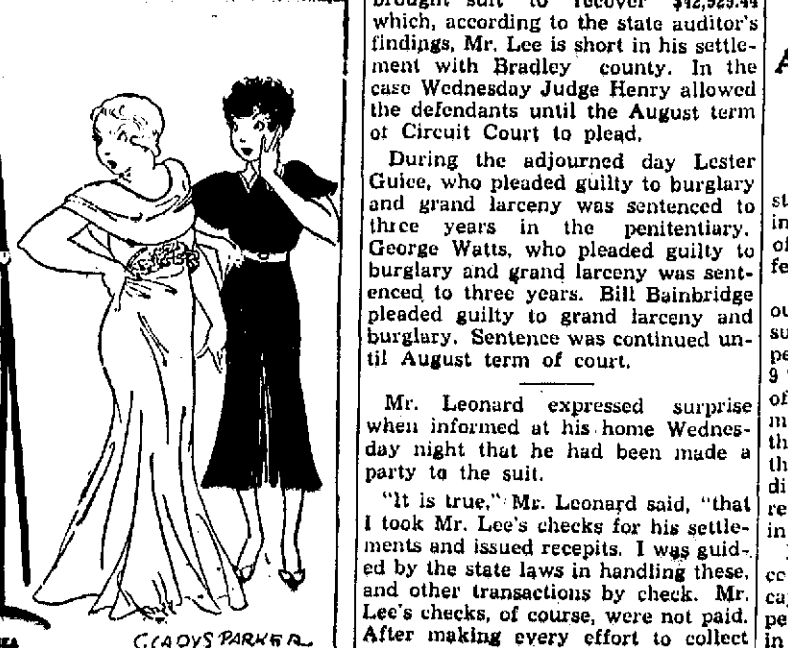 GLADYS PARKER
brought suit to recover $42,929.44
which, according to the state auditor's
findings, Mr. Lee is short in his settle-
ment with Bradley county. In the
case Wednesday Judge Henry allowed
the defendants until the August term
of Circuit Court to plead.
During the adjourned day Lester
Guice, who pleaded guilty to burglary
and grand larceny was sentenced to
three years in the penitentiary.
George Watts, who pleaded guilty to
burglary and grand larceny was sent-
enced to three years. Bill Bainbridge
pleaded guilty to grand larceny and
burglary. Sentence was continued un-
til August term of court.
Mr. Leonard expressed surprise
when informed at his home Wednes-
day night that he had been made a
party to the suit.
"It is true," Mr. Leonard said, "that
I took Mr. Lee's checks for his settle-
ments and issued recepits. I was guid-
ed by the state laws in handling these,
and other transactions by check. Mr.
Lee's checks, of course, were not paid.
After making every effort to collect